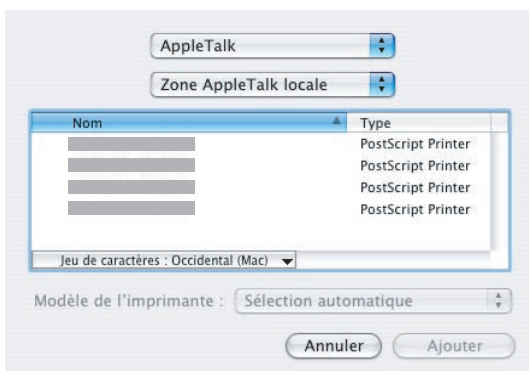 AppleTalk
Zone AppleTalk locale
Nom Type
PostScript Printer
PostScript Printer
PostScript Printer
PostScript Printer
Jeu de caractères : Occidental (Mac)
Modèle de l'imprimante : Sélection automatique
Annuler Ajouter